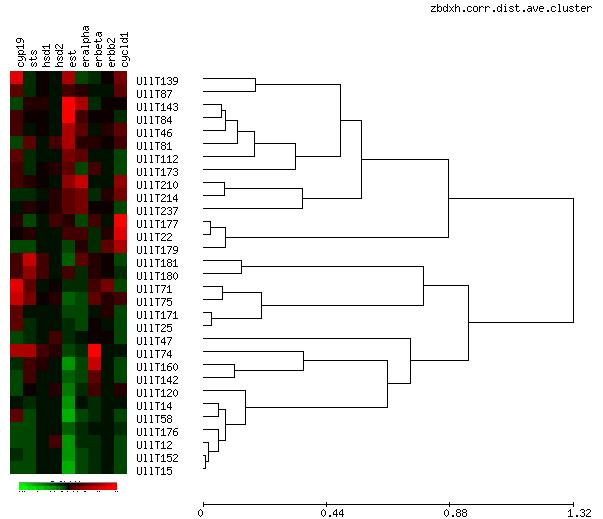 zbdxh.corr.dist.ave.cluster
cyp19 sts hsd1 hsd2 est eralpha erbeta erbb2 cycld1
U11T139
U11T87
U11T143
U11T84
U11T46
U11T81
U11T112
U11T173
U11T210
U11T214
U11T237
U11T177
U11T22
U11T179
U11T181
U11T180
U11T71
U11T75
U11T171
U11T25
U11T47
U11T74
U11T160
U11T142
U11T120
U11T14
U11T58
U11T176
U11T12
U11T152
U11T15
0 0.44 0.88 1.32